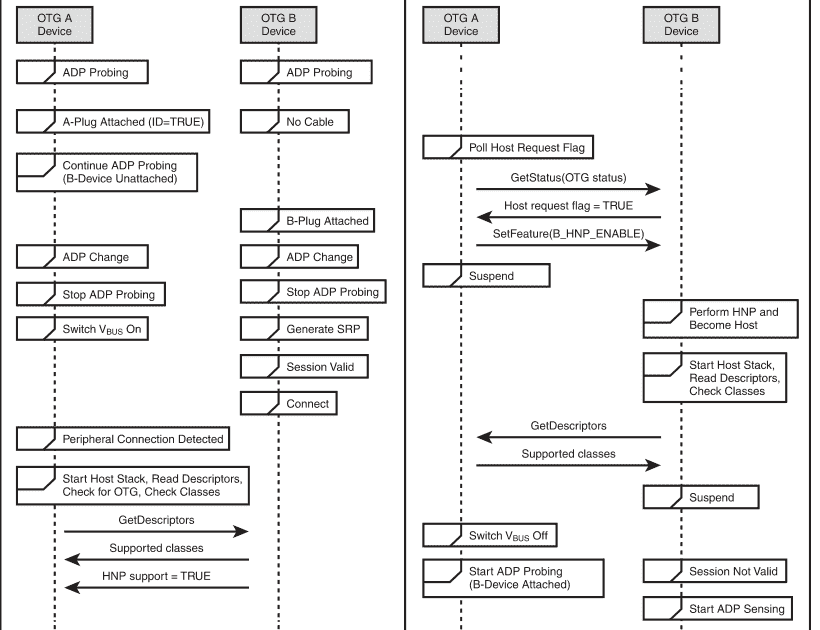 OTG A
Device
OTG B
Device
ADP Probing
ADP Probing
A-Plug Attached (ID=TRUE)
No Cable
Continue ADP Probing
(B-Device Unattached)
B-Plug Attached
ADP Change
ADP Change
Stop ADP Probing
Stop ADP Probing
Switch VBUS On
Generate SRP
Session Valid
Connect
Peripheral Connection Detected
Start Host Stack, Read Descriptors,
Check for OTG, Check Classes
GetDescriptors
Supported classes
HNP support = TRUE
OTG A
Device
OTG B
Device
Poll Host Request Flag
GetStatus(OTG status)
Host request flag = TRUE
SetFeature(B_HNP_ENABLE)
Suspend
Perform HNP and
Become Host
Start Host Stack,
Read Descriptors,
Check Classes
GetDescriptors
Supported classes
Suspend
Switch VBUS Off
Start ADP Probing
(B-Device Attached)
Session Not Valid
Start ADP Sensing